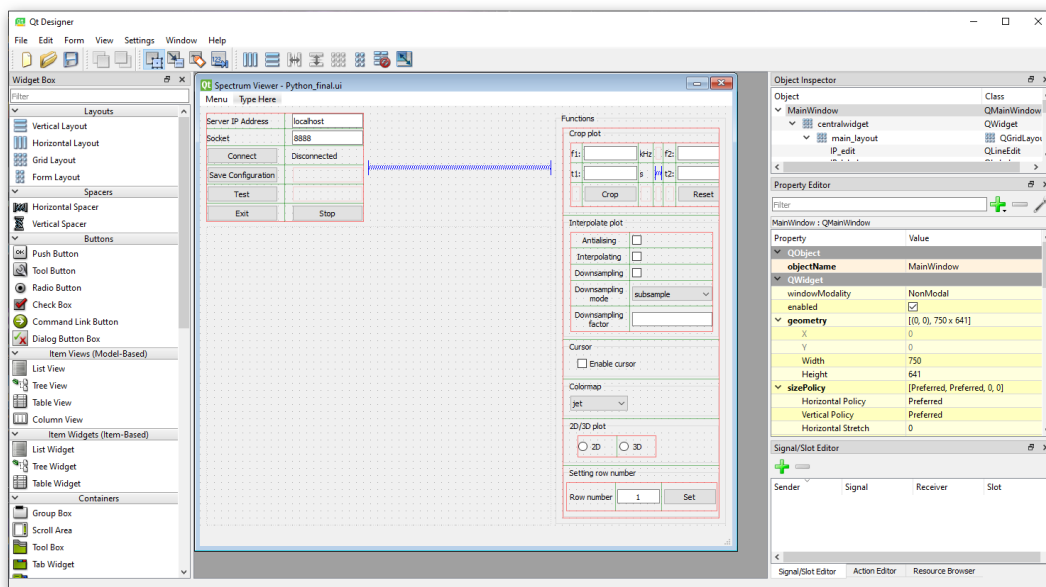 Qt Designer
File Edit Form View Settings Window Help
Widget Box
Filter
Layouts
Vertical Layout
Horizontal Layout
Grid Layout
Form Layout
Spacers
Horizontal Spacer
Vertical Spacer
Buttons
OK Push Button
Tool Button
Radio Button
Check Box
Command Link Button
Dialog Button Box
Item Views (Model-Based)
List View
Tree View
Table View
Column View
Item Widgets (Item-Based)
List Widget
Tree Widget
Table Widget
Containers
Group Box
Scroll Area
Tool Box
Tab Widget
Spectrum Viewer - Python_final.ui
Menu Type Here
Server IP Address localhost
Socket 8888
Connect Disconnected
Save Configuration
Test
Exit Stop
Functions
Crop plot
f1: kHz f2:
t1: s t2:
Crop Reset
Interpolate plot
Antialising
Interpolating
Downsampling
Downsampling mode subsample
Downsampling factor
Cursor
Enable cursor
Colormap
jet
2D/3D plot
2D 3D
Setting row number
Row number 1 Set
Object Inspector
Object Class
MainWindow QMainWindow
centralwidget QWidget
main_layout QGridLayou
IP_edit QLineEdit
Property Editor
Filter
MainWindow : QMainWindow
Property Value
QObject
objectName MainWindow
QWidget
windowModality NonModal
enabled
geometry [(0, 0), 750 x 641]
X 0
Y 0
Width 750
Height 641
sizePolicy [Preferred, Preferred, 0, 0]
Horizontal Policy Preferred
Vertical Policy Preferred
Horizontal Stretch 0
Signal/Slot Editor
Sender Signal Receiver Slot
Signal/Slot Editor Action Editor Resource Browser